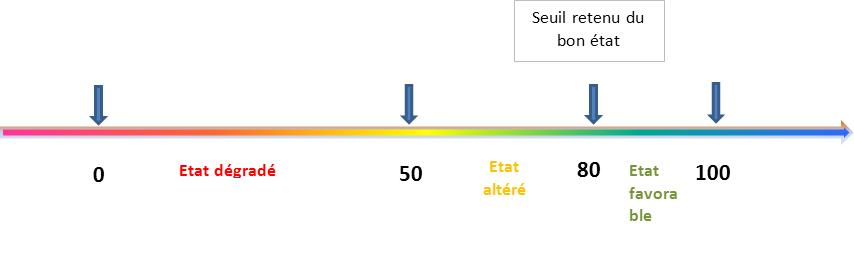 Seuil retenu du
bon état
0
Etat dégradé
50
Etat
altéré
80
Etat
favora
ble
100